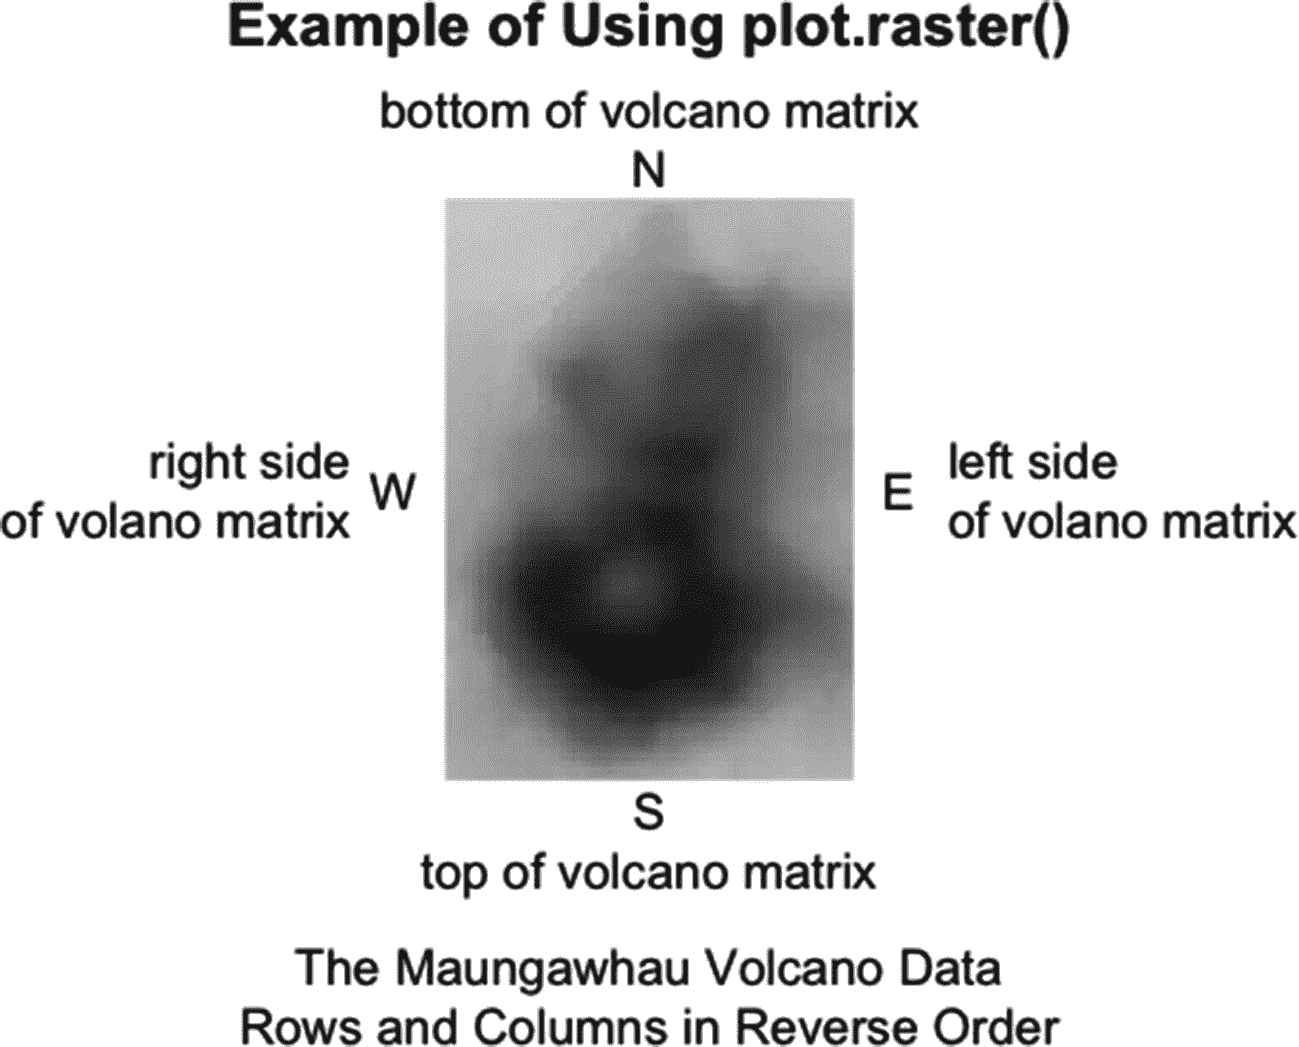 Example of Using plot.raster()
bottom of volcano matrix
N
right side
of volano matrix
W
E
left side
of volano matrix
S
top of volcano matrix
The Maungawhau Volcano Data
Rows and Columns in Reverse Order